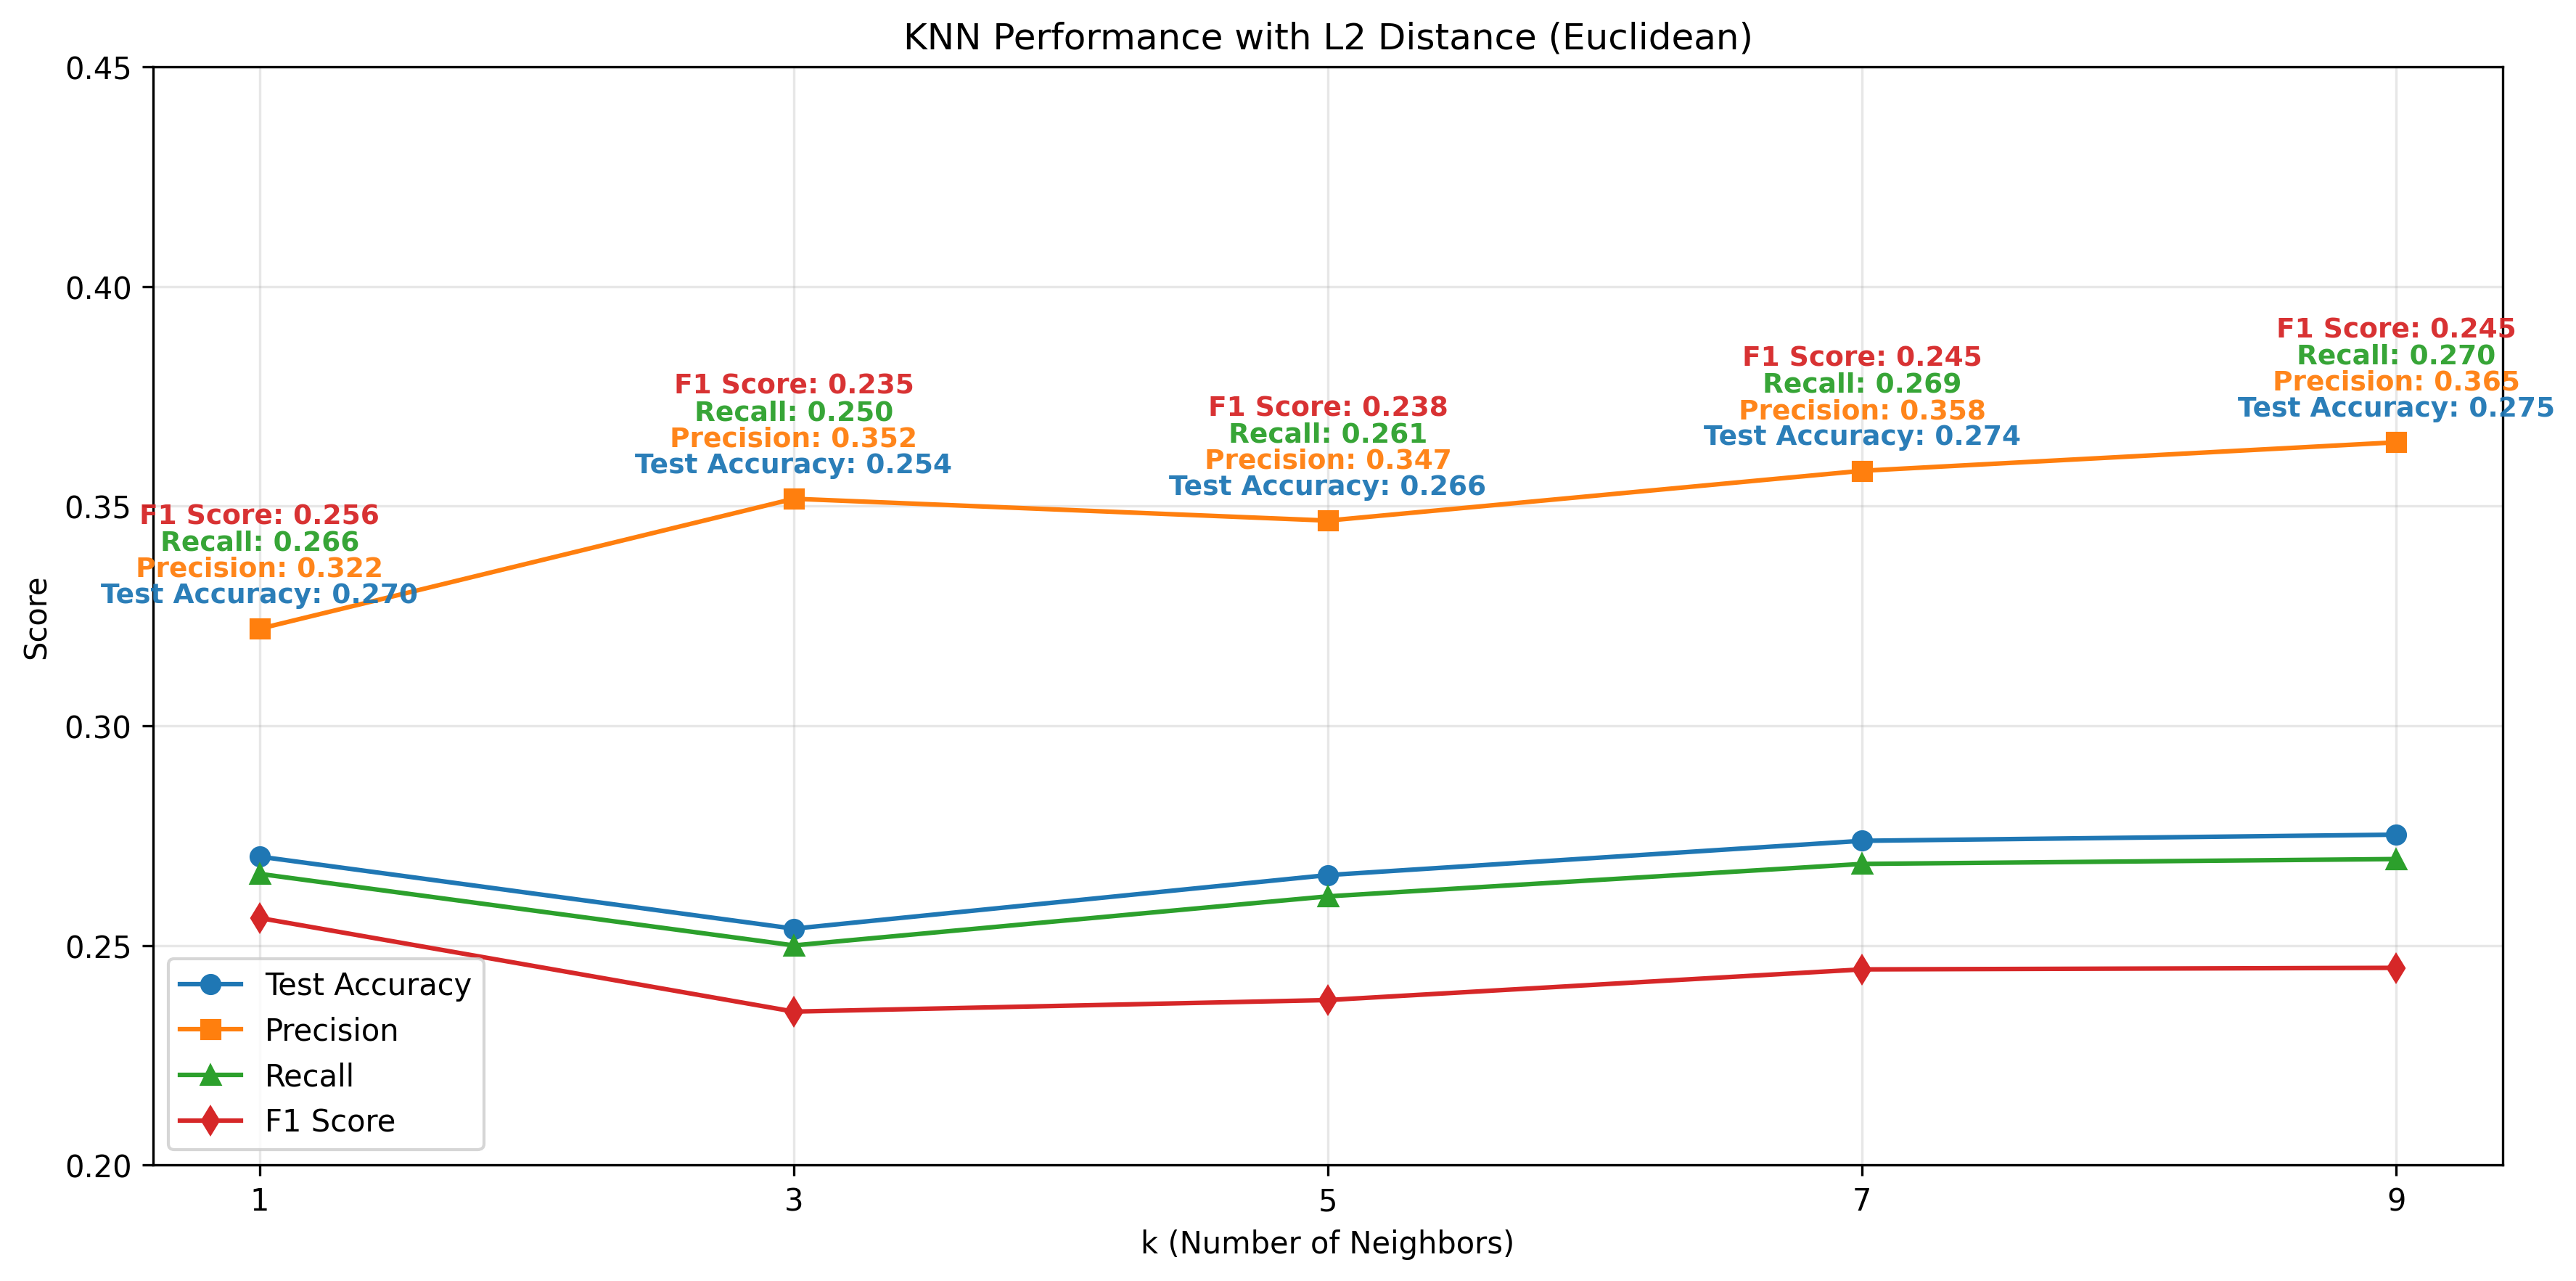 KNN Performance with L2 Distance (Euclidean)
Score
0.45
0.40
0.35
0.30
0.25
0.20
F1 Score: 0.256
Recall: 0.266
Precision: 0.322
Test Accuracy: 0.270
F1 Score: 0.235
Recall: 0.250
Precision: 0.352
Test Accuracy: 0.254
F1 Score: 0.238
Recall: 0.261
Precision: 0.347
Test Accuracy: 0.266
F1 Score: 0.245
Recall: 0.269
Precision: 0.358
Test Accuracy: 0.274
F1 Score: 0.245
Recall: 0.270
Precision: 0.365
Test Accuracy: 0.275
Test Accuracy
Precision
Recall
F1 Score
1
3
5
7
9
k (Number of Neighbors)